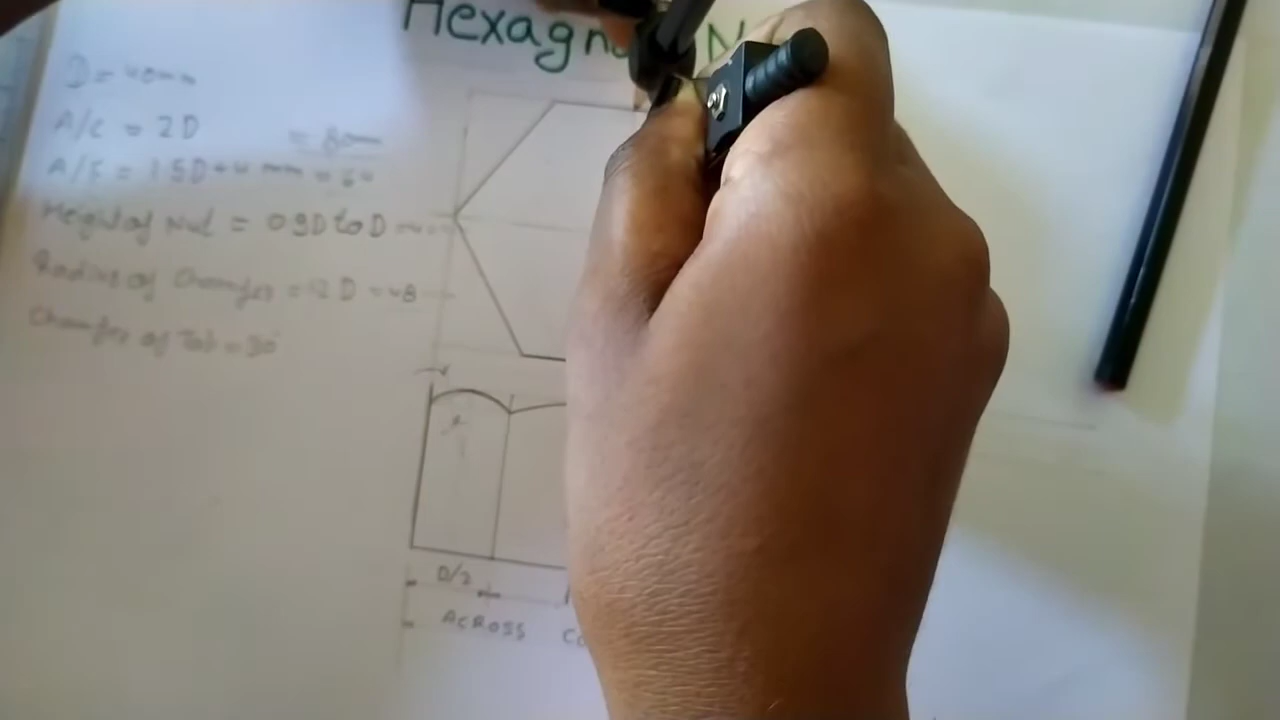 Hexagn N
D = 40mm
A/C = 2D = 80mm
A/F = 1.5D+4 mm = 64
Height of Nut = 0.9D to D
Radius of Chamfer = 1.2 D = 48
Chamfer of = 30°
D/2
ACROSS Co